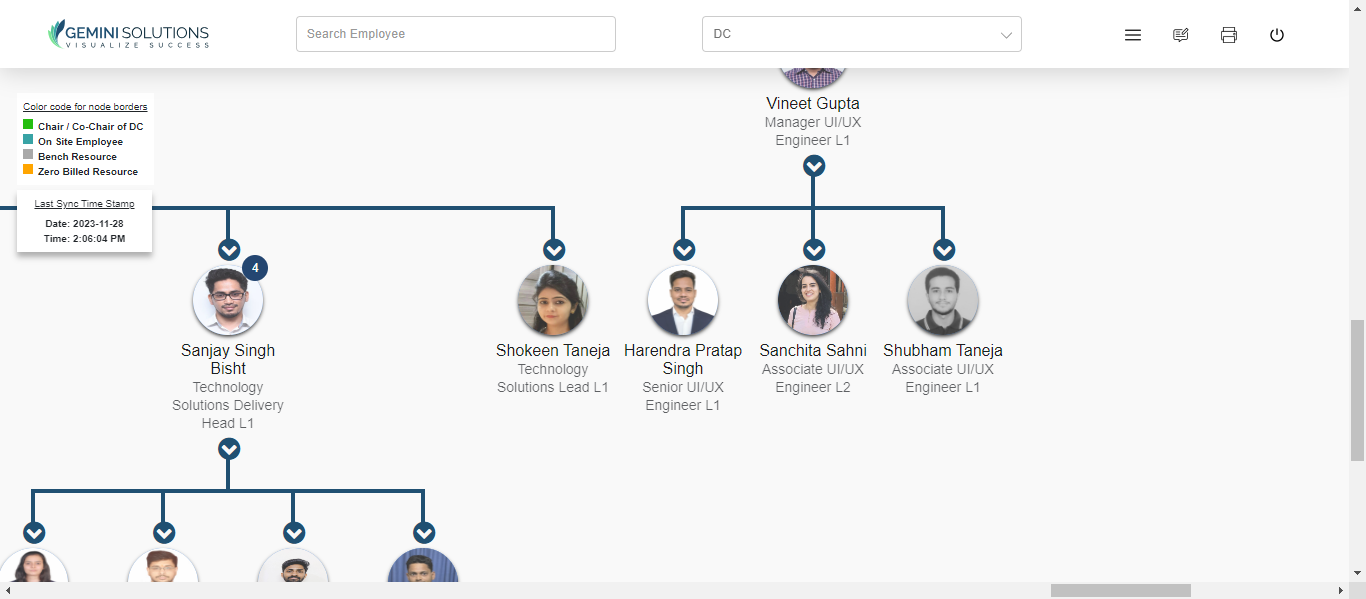 GEMINI SOLUTIONS
VISUALIZE SUCCESS
Search Employee
DC
Color code for node borders
Chair / Co-Chair of DC
On Site Employee
Bench Resource
Zero Billed Resource
Last Sync Time Stamp
Date: 2023-11-28
Time: 2:06:04 PM
Vineet Gupta
Manager UI/UX
Engineer L1
4
Sanjay Singh
Bisht
Technology
Solutions Delivery
Head L1
Shokeen Taneja
Technology
Solutions Lead L1
Harendra Pratap
Singh
Senior UI/UX
Engineer L1
Sanchita Sahni
Associate UI/UX
Engineer L2
Shubham Taneja
Associate UI/UX
Engineer L1